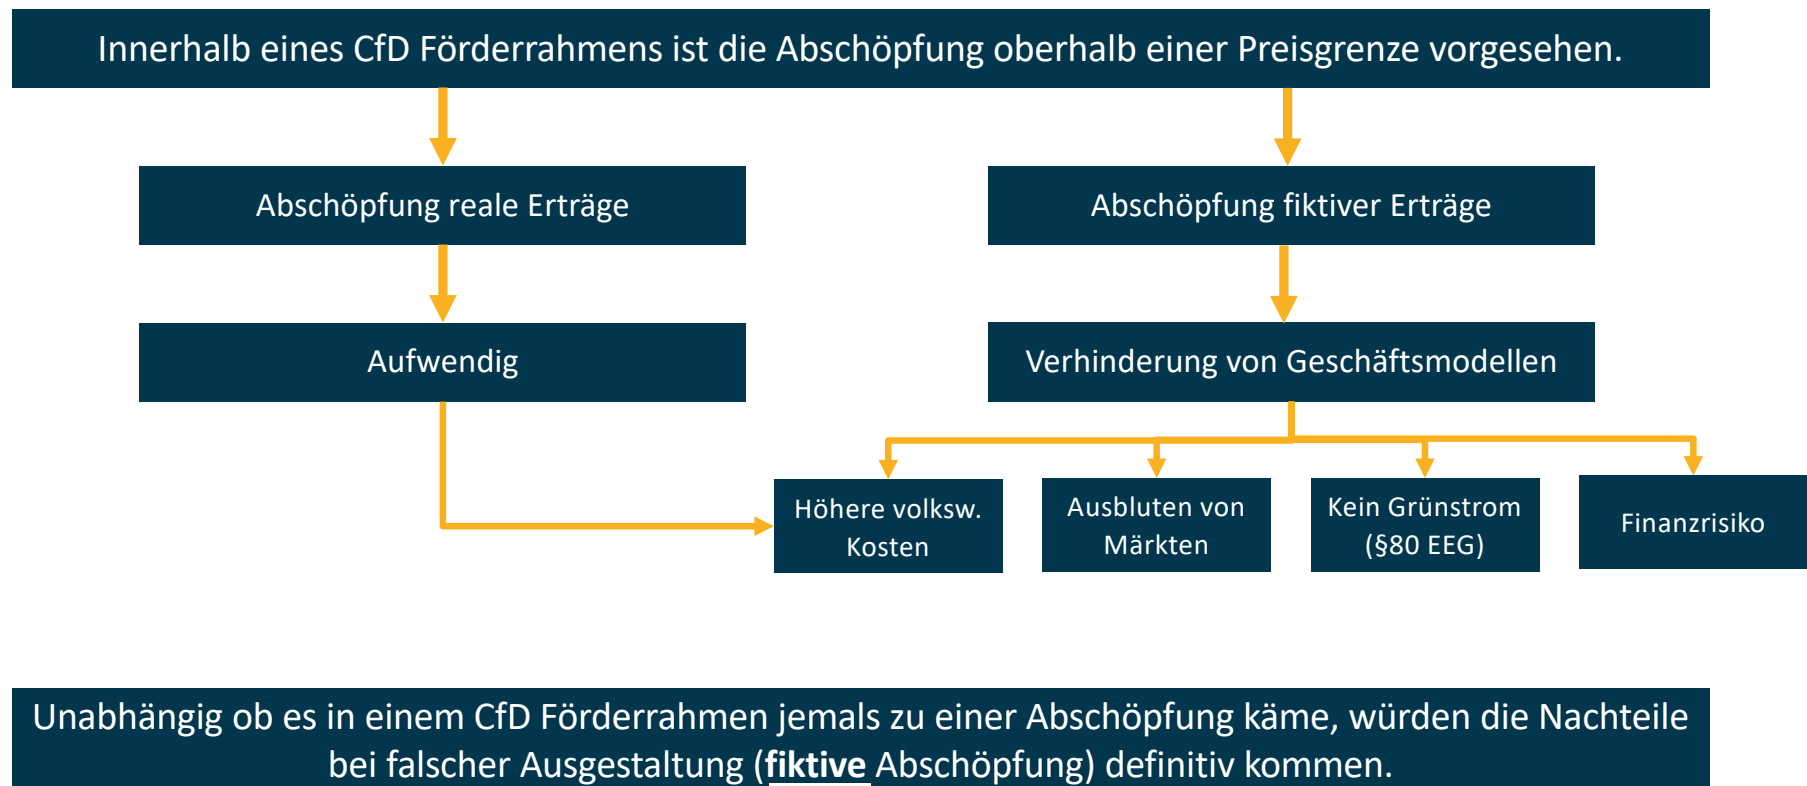 Innerhalb eines CfD Förderrahmens ist die Abschöpfung oberhalb einer Preisgrenze vorgesehen.
Abschöpfung reale Erträge
Abschöpfung fiktiver Erträge
Aufwendig
Verhinderung von Geschäftsmodellen
Höhere volksw.
Kosten
Ausbluten von
Märkten
Kein Grünstrom
(§80 EEG)
Finanzrisiko
Unabhängig ob es in einem CfD Förderrahmen jemals zu einer Abschöpfung käme, würden die Nachteile
bei falscher Ausgestaltung (fiktive Abschöpfung) definitiv kommen.